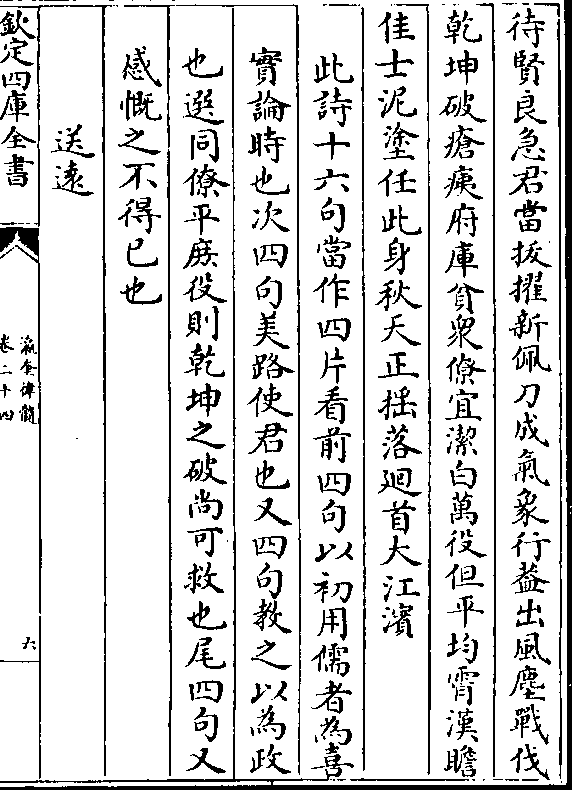 待賢良急君當拔擢新佩刀成氣象行葢出風塵戰伐
乾坤破瘡痍府庫貧衆僚宜潔白萬役但平均霄漢瞻
佳士泥塗任此身秋天正揺落廻首大江濱
此詩十六句當作四片看前四句以初用儒者為喜
實論時也次四句美路使君也又四句教之以為政
也選同僚平庶役則乾坤之破尚可救也尾四句又
感慨之不得已也
送遠
欽定四庫全書
瀛奎律髓
卷二十四
六